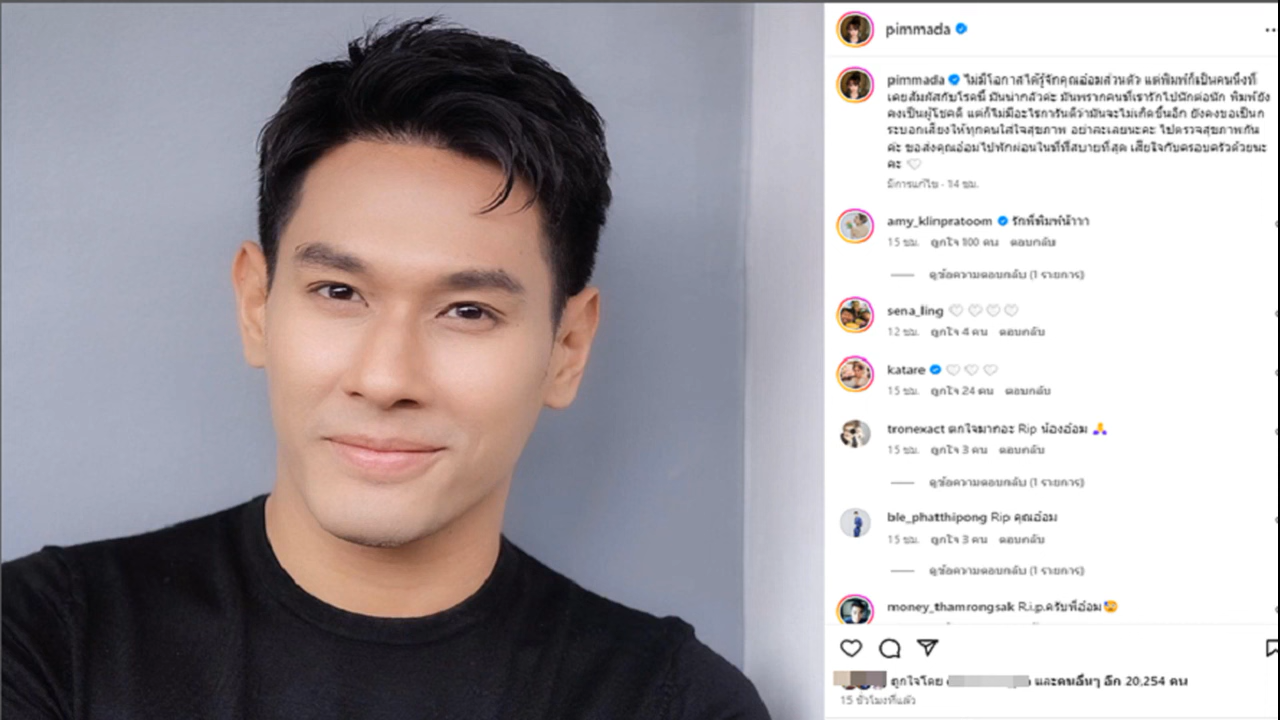 pimmada
pimmada ไม่มีโอกาสได้รู้จักคุณอ๋อมส่วนตัว แต่พิมพ์ก็เป็นคนนึงที่
เคยสัมผัสกับโรคนี้ มันน่ากลัวค่ะ มันพรากคนที่เรารักไปนักต่อนัก พิมพ์ยัง
คงเป็นผู้โชคดี แต่ก็ไม่มีอะไรการันตีว่ามันจะไม่เกิดขึ้นอีก ยังคงขอเป็นก
ระบอกเสียงให้ทุกคนใส่ใจสุขภาพ อย่าละเลยนะคะ ไปตรวจสุขภาพกัน
ค่ะ ขอส่งคุณอ๋อมไปพักผ่อนในที่ที่สบายที่สุด เสียใจกับครอบครัวด้วยนะ
คะ 🤍
มีการแก้ไข · 14 ชม.
amy_klinpratoom รักพี่พิมพ์น้าาา
15 ชม. ถูกใจ 100 คน ตอบกลับ
ดูข้อความตอบกลับ (1 รายการ)
sena_ling 🤍 🤍 🤍 🤍
12 ชม. ถูกใจ 4 คน ตอบกลับ
katare 🤍 🤍 🤍
15 ชม. ถูกใจ 24 คน ตอบกลับ
tronexact ตกใจมากอะ Rip น้องอ๋อม 🙏
15 ชม. ถูกใจ 3 คน ตอบกลับ
ดูข้อความตอบกลับ (1 รายการ)
ble_phatthipong Rip คุณอ๋อม
15 ชม. ถูกใจ 3 คน ตอบกลับ
ดูข้อความตอบกลับ (1 รายการ)
money_thamrongsak R.i.p.ครับพี่อ๋อม
ถูกใจโดย และคนอื่นๆ อีก 20,254 คน
15 ชั่วโมงที่แล้ว